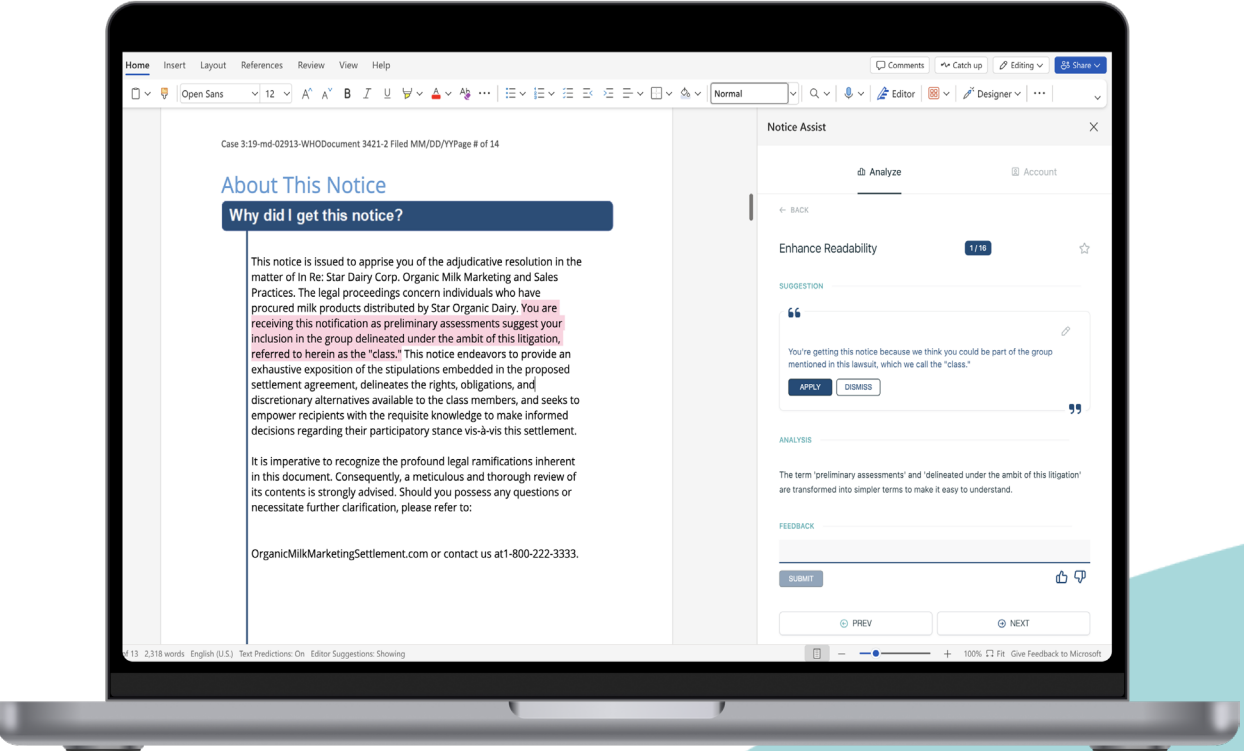 Home Insert Layout References Review View Help
Comments Catch up Editing Share
Open Sans 12 A A B I U A Normal Editor Designer
Case 3:19-md-02913-WHODocument 3421-2 Filed MM/DD/YYPage # of 14
About This Notice
Why did I get this notice?
This notice is issued to apprise you of the adjudicative resolution in the
matter of In Re: Star Dairy Corp. Organic Milk Marketing and Sales
Practices. The legal proceedings concern individuals who have
procured milk products distributed by Star Organic Dairy. You are
receiving this notification as preliminary assessments suggest your
inclusion in the group delineated under the ambit of this litigation,
referred to herein as the "class." This notice endeavors to provide an
exhaustive exposition of the stipulations embedded in the proposed
settlement agreement, delineates the rights, obligations, and
discretionary alternatives available to the class members, and seeks to
empower recipients with the requisite knowledge to make informed
decisions regarding their participatory stance vis-à-vis this settlement.
It is imperative to recognize the profound legal ramifications inherent
in this document. Consequently, a meticulous and thorough review of
its contents is strongly advised. Should you possess any questions or
necessitate further clarification, please refer to:
OrganicMilkMarketingSettlement.com or contact us at1-800-222-3333.
Notice Assist
Analyze Account
BACK
Enhance Readability 1/16
SUGGESTION
You're getting this notice because we think you could be part of the group
mentioned in this lawsuit, which we call the "class."
APPLY DISMISS
ANALYSIS
The term 'preliminary assessments' and 'delineated under the ambit of this litigation'
are transformed into simpler terms to make it easy to understand.
FEEDBACK
SUBMIT
PREV NEXT
of 13 2,318 words English (U.S.) Text Predictions: On Editor Suggestions: Showing
100% Fit Give Feedback to Microsoft